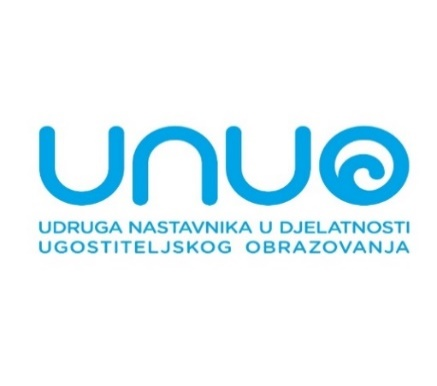 unuo
UDRUGA NASTAVNIKA U DJELATNOSTI
UGOSTITELJSKOG OBRAZOVANJA